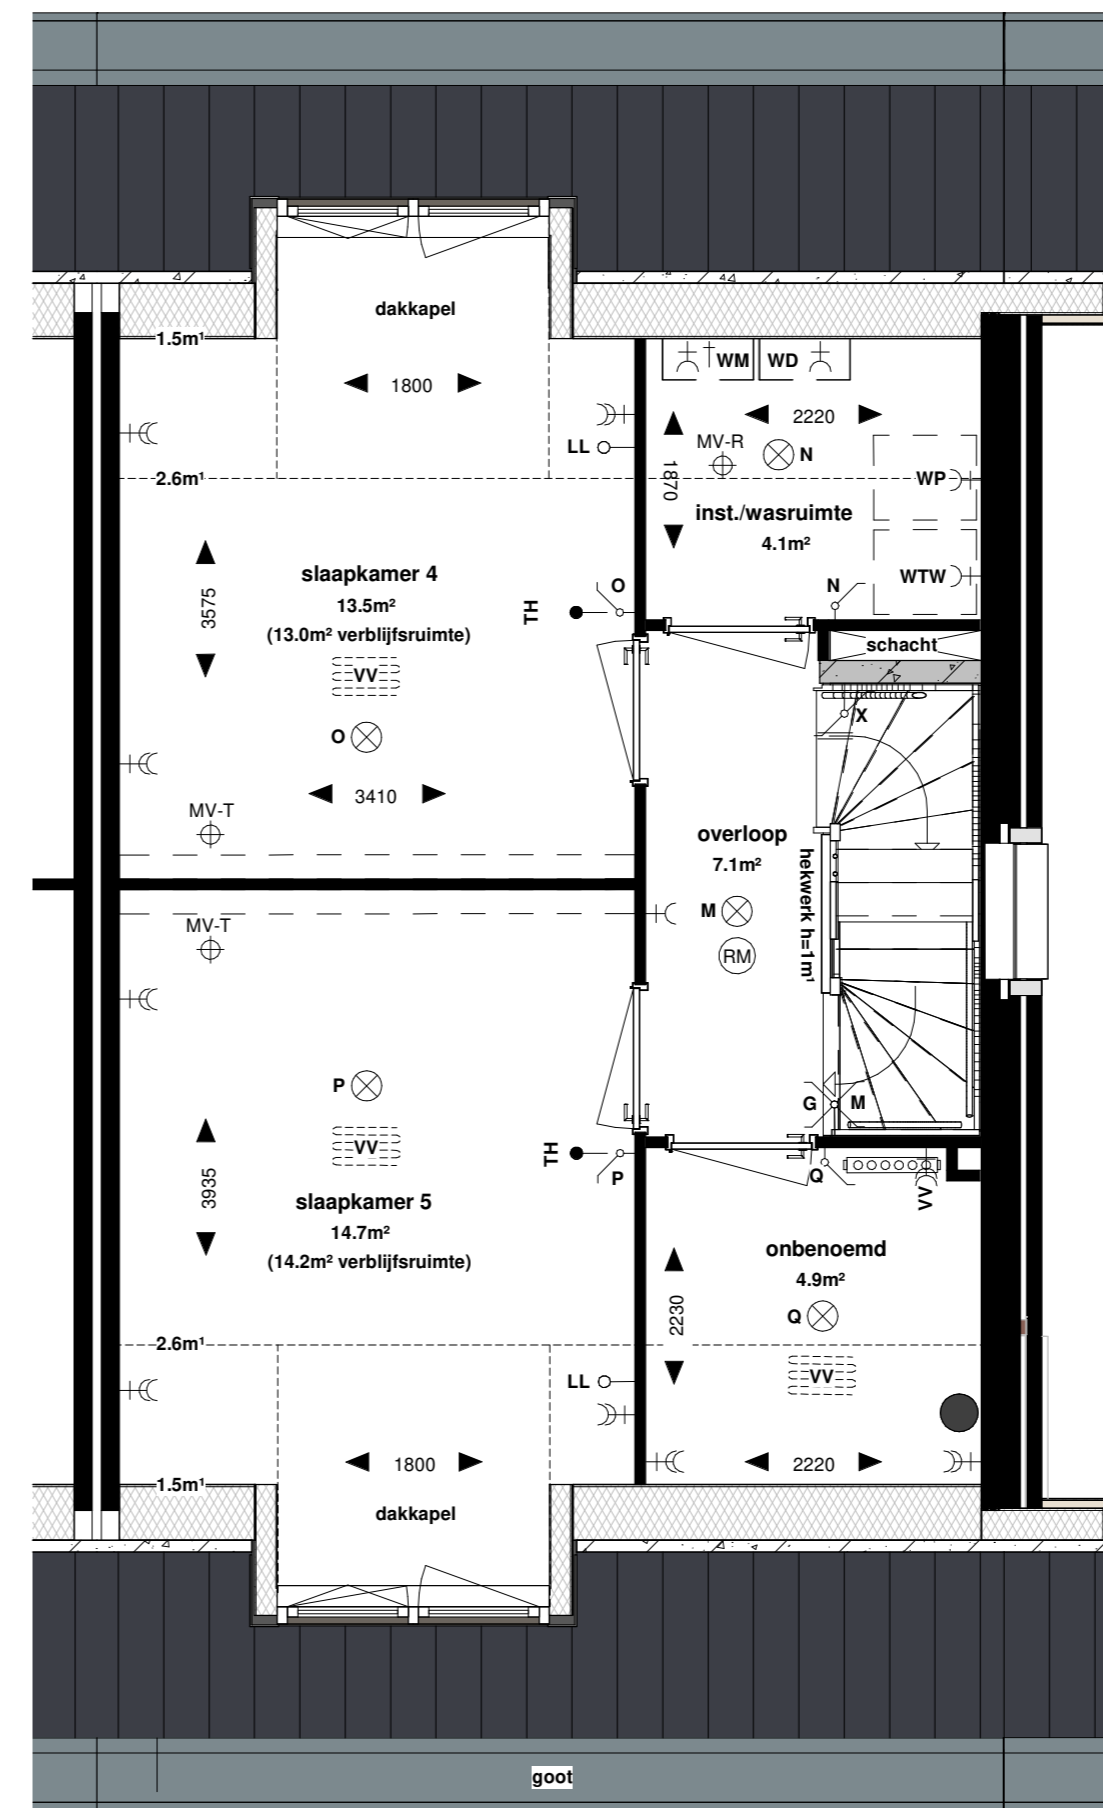 dakkapel
1.5m¹
1800
WM
WD
2220
LL
MV-R
N
1870
2.6m¹
WP
inst./wasruimte
4.1m²
3575
slaapkamer 4
13.5m²
(13.0m² verblijfsruimte)
TH
O
N
WTW
schacht
VV
X
O
3410
MV-T
overloop
7.1m²
hekwerk h=1m¹
M
RM
MV-T
P
G
M
VV
TH
P
Q
VV
3935
slaapkamer 5
14.7m²
(14.2m² verblijfsruimte)
onbenoemd
4.9m²
2230
Q
2.6m¹
VV
LL
1800
2220
1.5m¹
dakkapel
goot